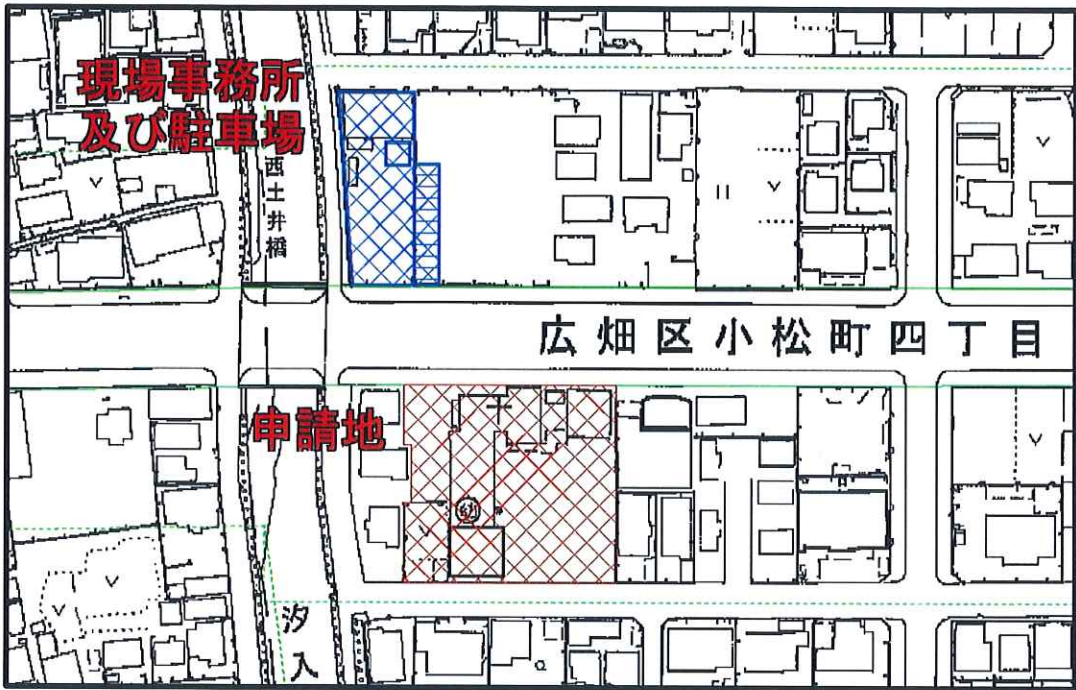 現場事務所
及び駐車場
西土井橋
広畑区小松町四丁目
申請地
幼
汐入